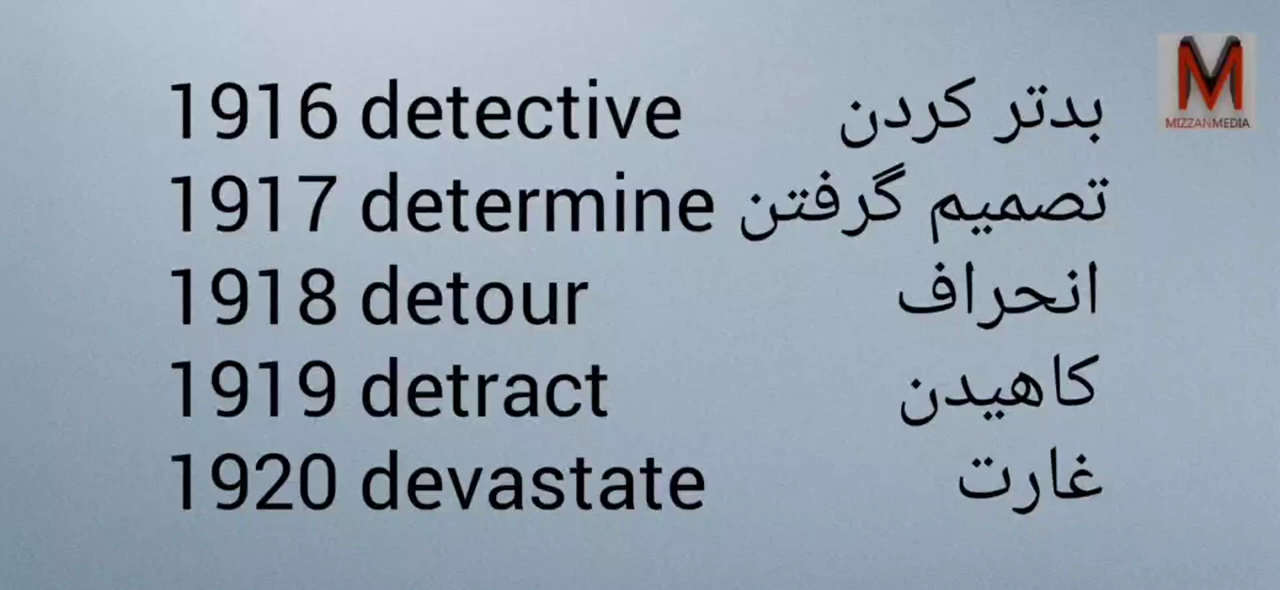 1916 detective بدتر کردن
1917 determine تصمیم گرفتن
1918 detour انحراف
1919 detract کاهیدن
1920 devastate غارت
MIZZANMEDIA